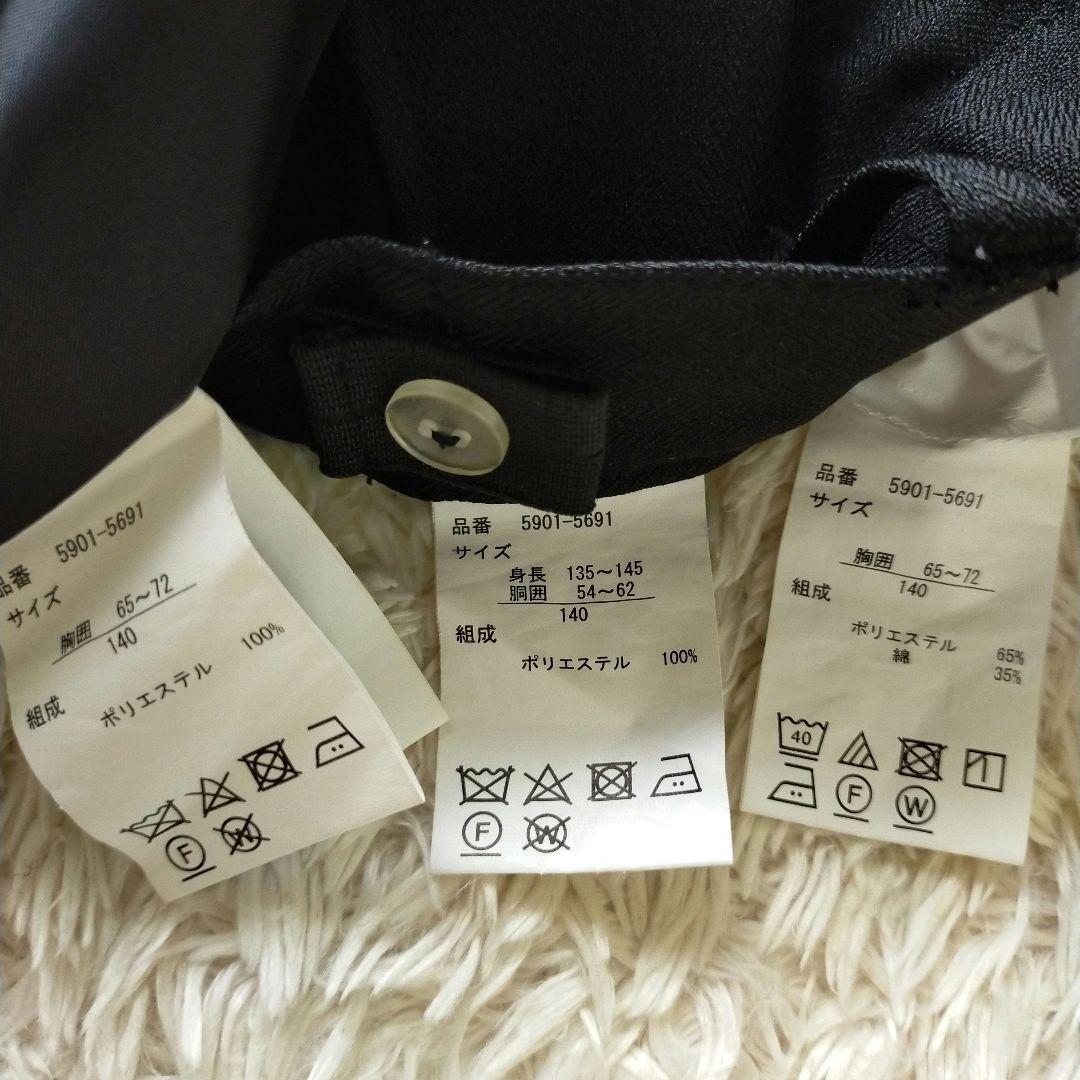 品番 5901-5691
サイズ
胸囲 65〜72
140
組成
ポリエステル 100%
F
W
品番 5901-5691
サイズ
身長 135〜145
胴囲 54〜62
140
組成
ポリエステル 100%
F
W
品番 5901-5691
サイズ
胸囲 65〜72
140
組成
ポリエステル 65%
綿 35%
40
F
W